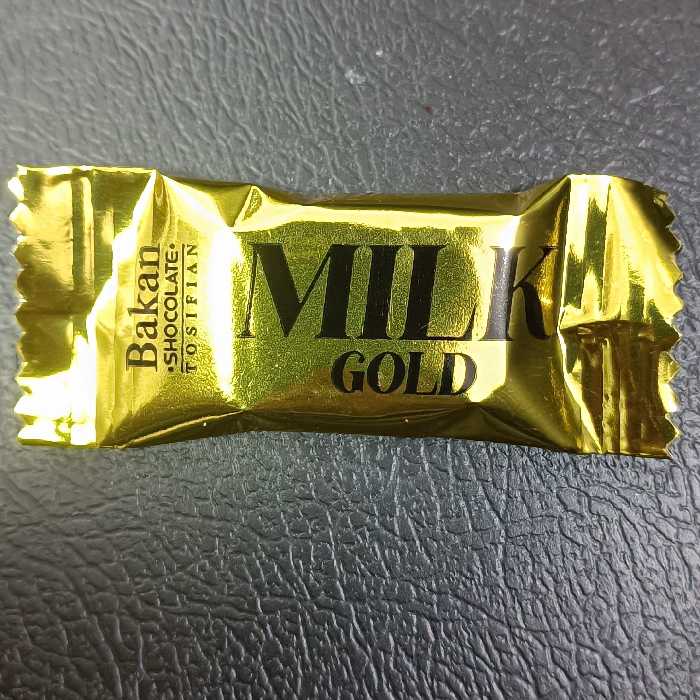 Bakan
•SHOCOLATE•
TOSIFIAN
MILK
GOLD